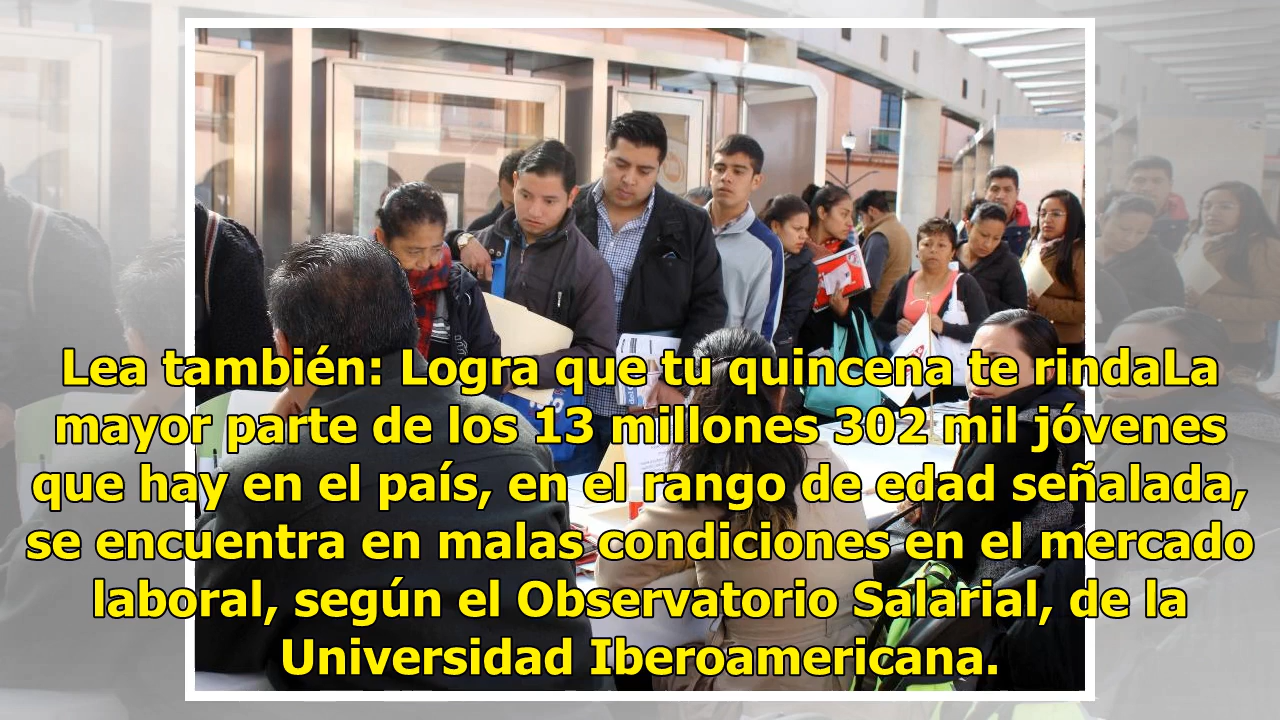 Lea también: Logra que tu quincena te rindaLa
mayor parte de los 13 millones 302 mil jóvenes
que hay en el país, en el rango de edad señalada,
se encuentra en malas condiciones en el mercado
laboral, según el Observatorio Salarial, de la
Universidad Iberoamericana.